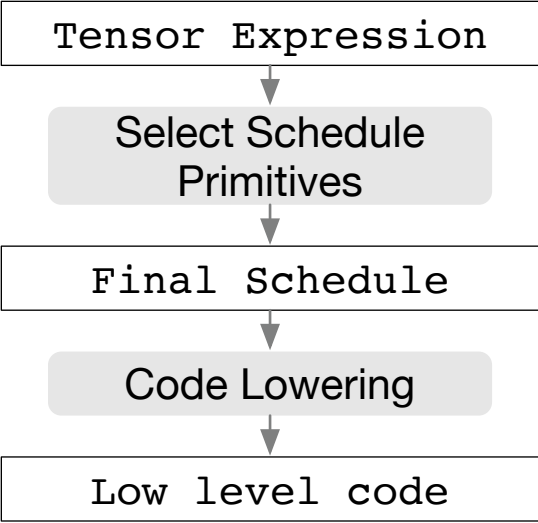 Tensor Expression
Select Schedule
Primitives
Final Schedule
Code Lowering
Low level code